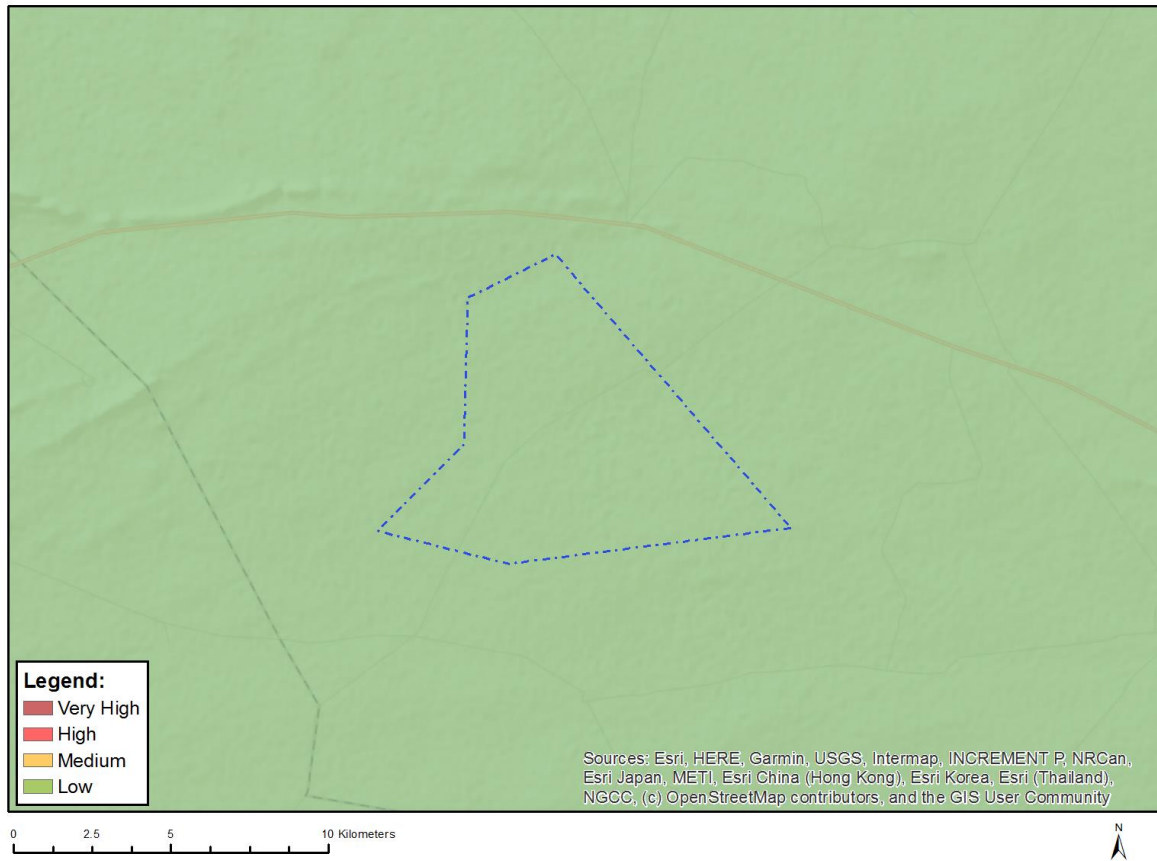 Legend:
Very High
High
Medium
Low
Sources: Esri, HERE, Garmin, USGS, Intermap, INCREMENT P, NRCan,
Esri Japan, METI, Esri China (Hong Kong), Esri Korea, Esri (Thailand),
NGCC, (c) OpenStreetMap contributors, and the GIS User Community
0 2.5 5 10 Kilometers
N